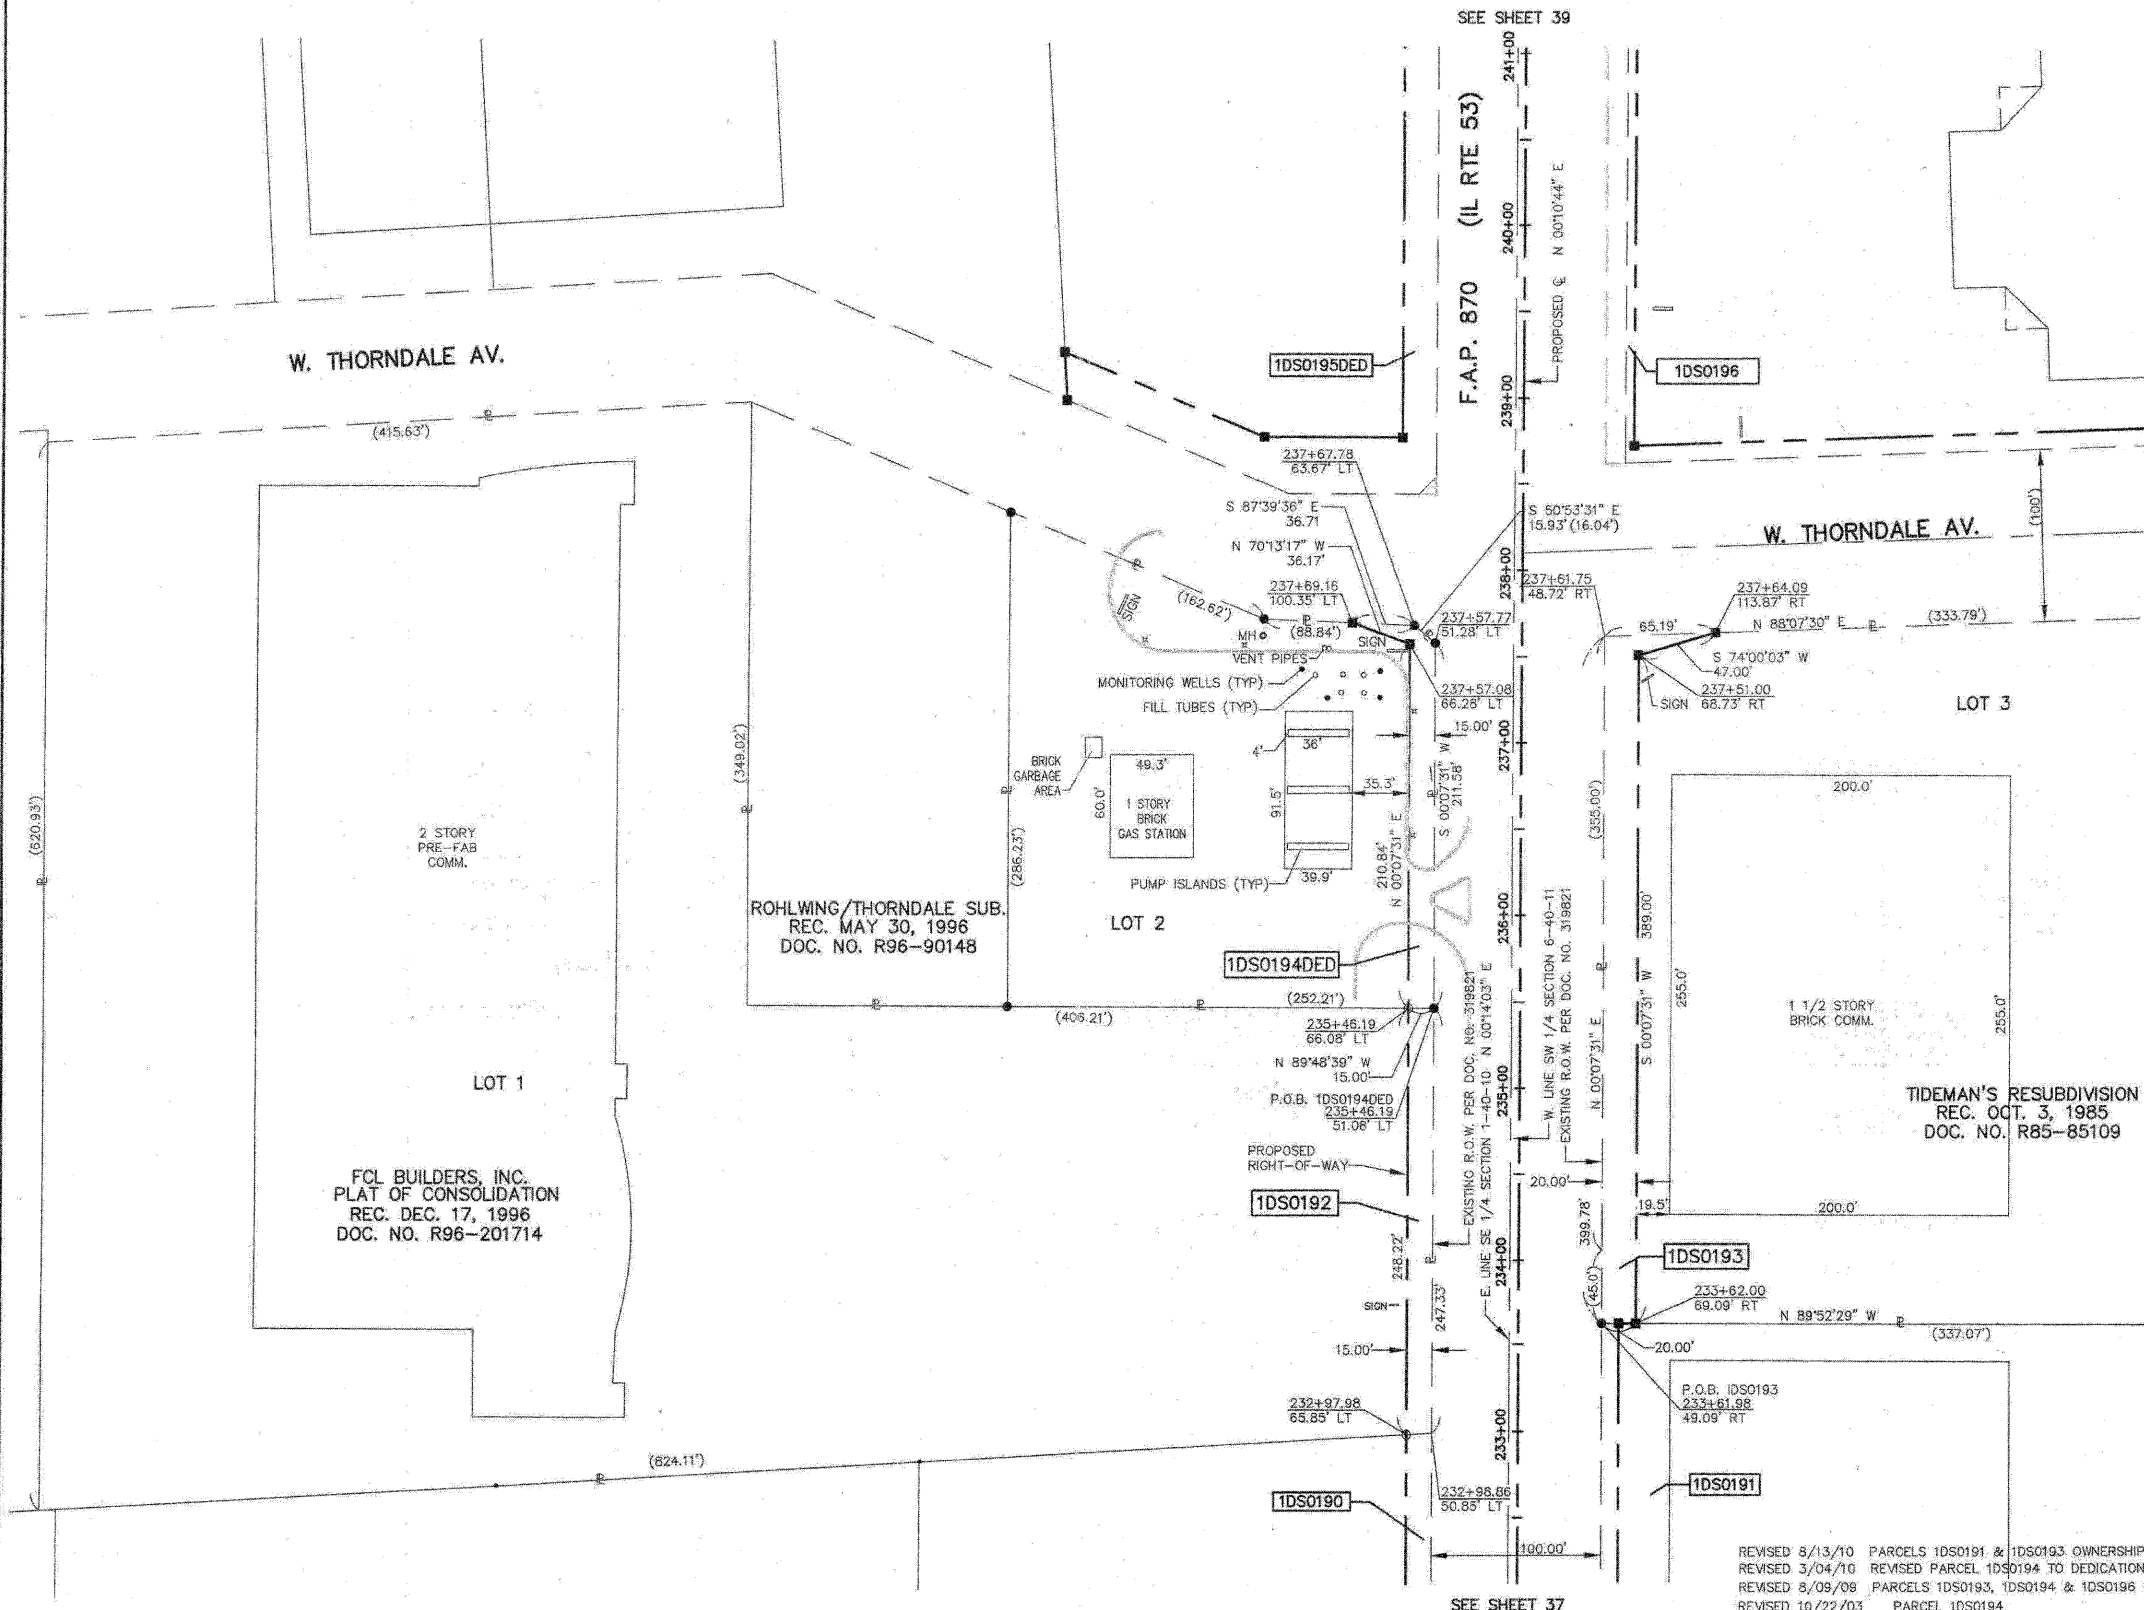 SEE SHEET 39
241+00
240+00
239+00
238+00
237+00
236+00
235+00
234+00
233+00
F.A.P. 870 (IL RTE 53)
PROPOSED ℄ N 00°10'44" E
W. THORNDALE AV.
(415.63')
1DS0195DED
1DS0196
237+67.78
63.67' LT
S 87°39'36" E
36.71
N 70°13'17" W
36.17'
237+69.16
100.35' LT
S 50°53'31" E
15.93' (16.04')
W. THORNDALE AV.
(100')
237+61.75
48.72' RT
237+64.09
113.87' RT
65.19'
N 88°07'30" E
(333.79')
S 74°00'03" W
47.00'
237+51.00
68.73' RT
SIGN
LOT 3
(162.62')
SIGN
(88.84')
MH
SIGN
237+57.77
51.28' LT
VENT PIPES
MONITORING WELLS (TYP)
FILL TUBES (TYP)
237+57.08
66.28' LT
15.00'
4'
36'
35.3'
91.5'
39.9'
PUMP ISLANDS (TYP)
BRICK
GARBAGE
AREA
49.3'
60.0'
1 STORY
BRICK
GAS STATION
(349.02')
(286.23')
(620.93')
2 STORY
PRE-FAB
COMM.
ROHLWING/THORNDALE SUB.
REC. MAY 30, 1996
DOC. NO. R96-90148
LOT 2
1DS0194DED
210.84'
N 00°07'31" E
S 00°07'31" W
211.58'
(355.00')
200.0'
255.0'
255.0'
1 1/2 STORY
BRICK COMM.
200.0'
389.00'
S 00°07'31" W
N 00°07'31" E
(252.21')
(406.21')
235+46.19
66.08' LT
N 89°48'39" W
15.00'
P.O.B. 1DS0194DED
235+46.19
51.08' LT
EXISTING R.O.W. PER DOC. NO. 319821
E. LINE SE 1/4 SECTION 1-40-10 N 00°14'03" E
W. LINE SW 1/4 SECTION 6-40-11
EXISTING R.O.W. PER DOC. NO. 319821
LOT 1
FCL BUILDERS, INC.
PLAT OF CONSOLIDATION
REC. DEC. 17, 1996
DOC. NO. R96-201714
TIDEMAN'S RESUBDIVISION
REC. OCT. 3, 1985
DOC. NO. R85-85109
PROPOSED
RIGHT-OF-WAY
1DS0192
20.00'
19.5'
399.78'
(45.0')
1DS0193
233+62.00
69.09' RT
N 89°52'29" W
(337.07')
20.00'
248.22'
SIGN
247.33'
15.00'
P.O.B. 1DS0193
233+61.98
49.09' RT
232+97.98
65.85' LT
(824.11')
232+98.86
50.85' LT
1DS0190
1DS0191
100.00'
REVISED 8/13/10 PARCELS 1DS0191 & 1DS0193 OWNERSHIP
REVISED 3/04/10 REVISED PARCEL 1DS0194 TO DEDICATION
REVISED 8/09/08 PARCELS 1DS0193, 1DS0194 & 1DS0196
REVISED 10/22/03 PARCEL 1DS0194
SEE SHEET 37